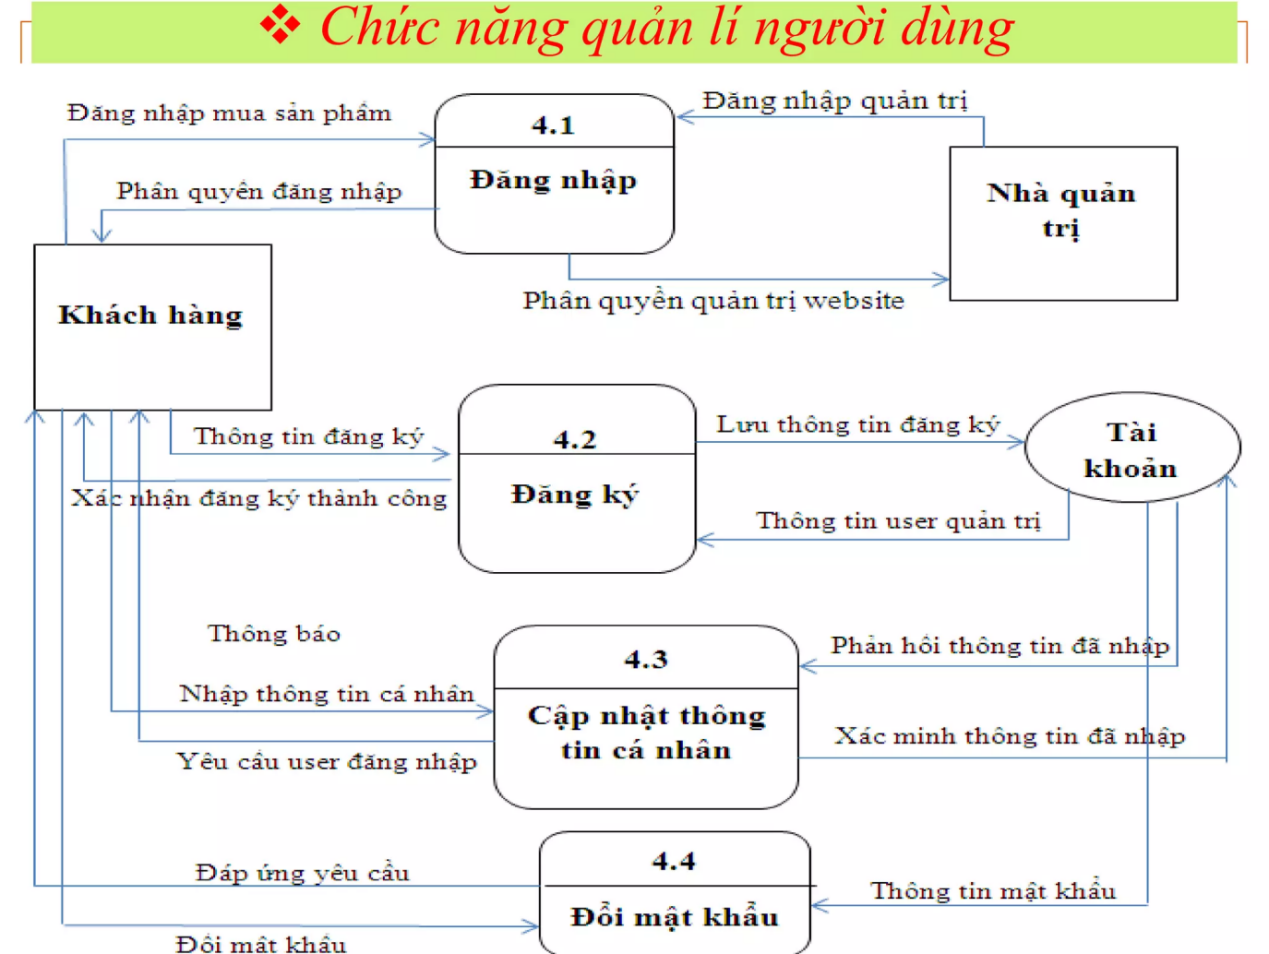 Chức năng quản lí người dùng
Đăng nhập mua sản phẩm
Đăng nhập quản trị
4.1
Đăng nhập
Phân quyền đăng nhập
Nhà quản
trị
Phân quyền quản trị website
Khách hàng
Thông tin đăng ký
4.2
Đăng ký
Lưu thông tin đăng ký
Tài
khoản
Xác nhận đăng ký thành công
Thông tin user quản trị
Thông báo
4.3
Cập nhật thông
tin cá nhân
Phản hồi thông tin đã nhập
Nhập thông tin cá nhân
Yêu cầu user đăng nhập
Xác minh thông tin đã nhập
4.4
Đổi mật khẩu
Đáp ứng yêu cầu
Thông tin mật khẩu
Đổi mật khẩu